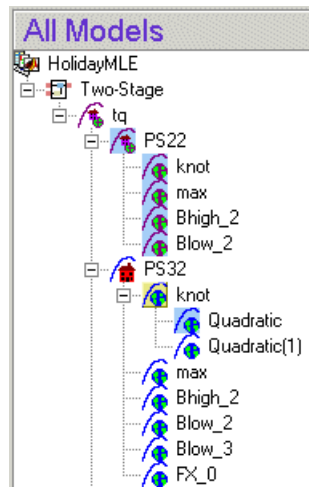 All Models
HolidayMLE
Two-Stage
tq
PS22
knot
max
Bhigh_2
Blow_2
PS32
knot
Quadratic
Quadratic(1)
max
Bhigh_2
Blow_2
Blow_3
FX_0